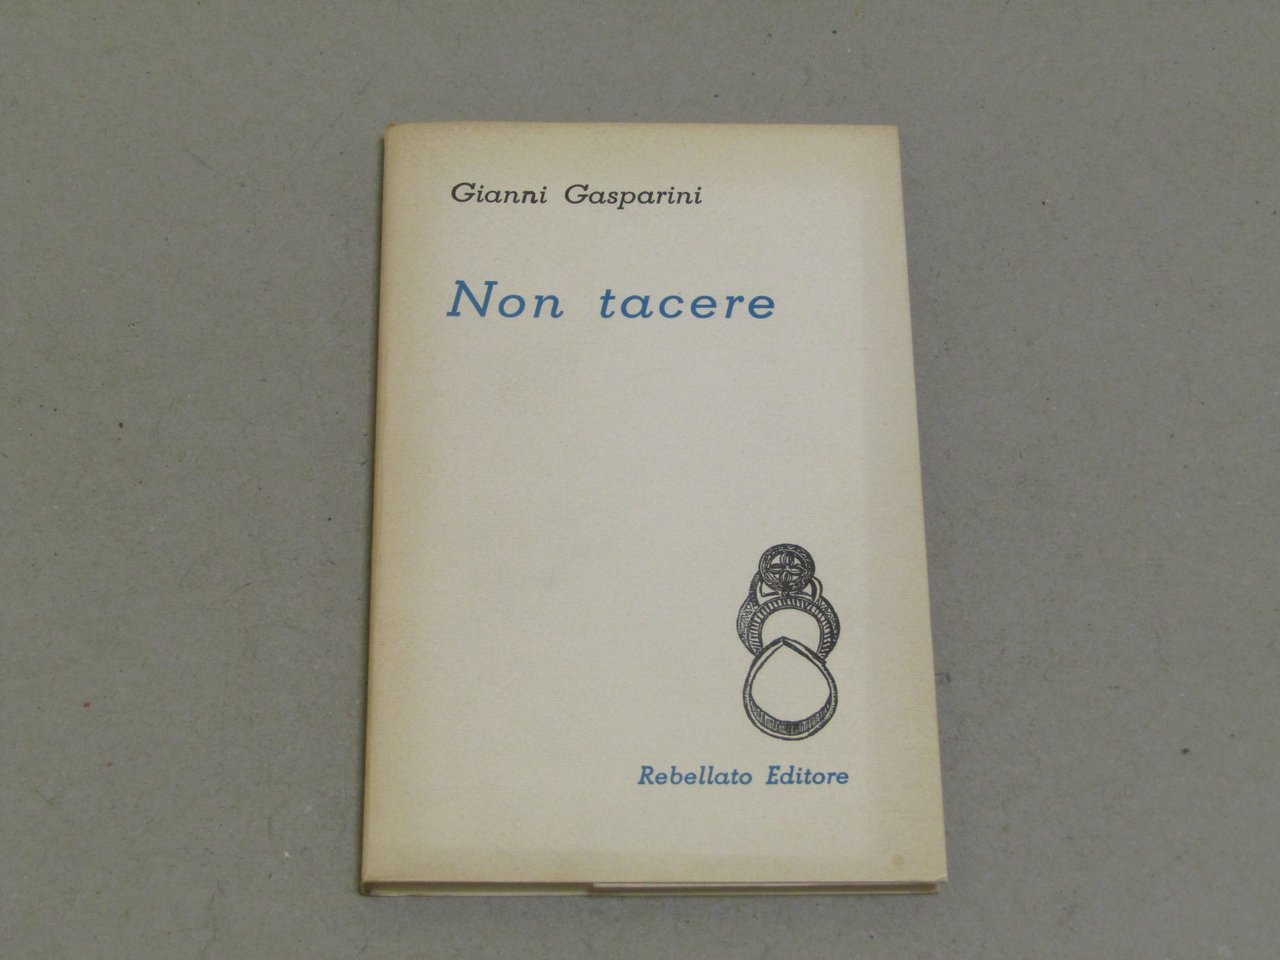 Gianni Gasparini
Non tacere
Rebellato Editore